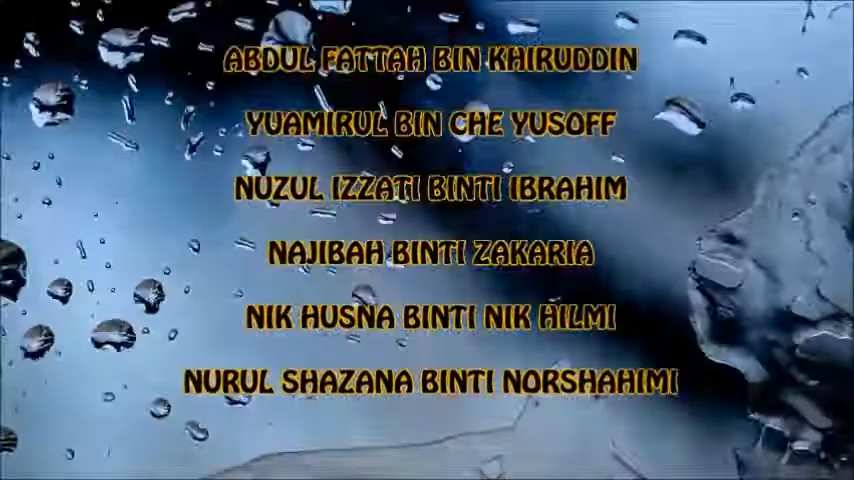 ABDUL FATTAH BIN KHIRUDDIN
YUAMIRUL BIN CHE YUSOFF
NUZUL IZZATI BINTI IBRAHIM
NAJIBAH BINTI ZAKARIA
NIK HUSNA BINTI NIK HILMI
NURUL SHAZANA BINTI NORSHAHIMI